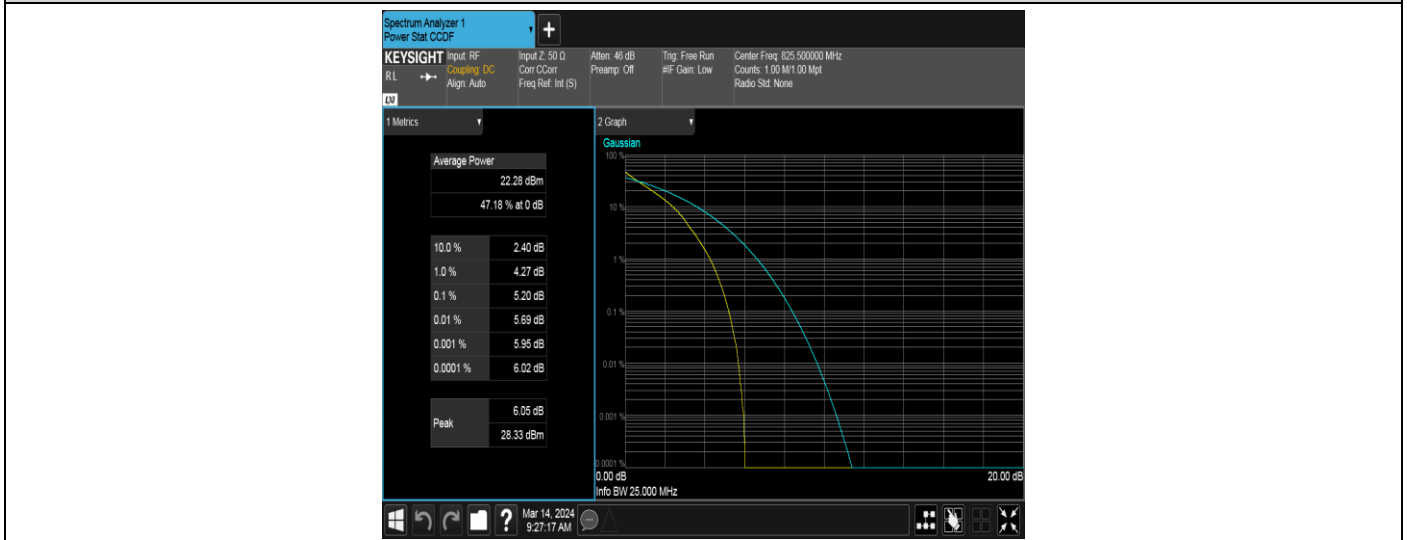 Spectrum Analyzer 1
Power Stat CCDF
+
KEYSIGHT Input: RF Input Z: 50 Ω Atten: 46 dB Trig: Free Run Center Freq: 825.500000 MHz
RL Coupling: DC Corr CCorr Preamp: Off #IF Gain: Low Counts: 1.00 M/1.00 Mpt
Align: Auto Freq Ref: Int (S) Radio Std: None
LXI
1 Metrics
Average Power
22.28 dBm
47.18 % at 0 dB
10.0 % 2.40 dB
1.0 % 4.27 dB
0.1 % 5.20 dB
0.01 % 5.69 dB
0.001 % 5.95 dB
0.0001 % 6.02 dB
Peak 6.05 dB
28.33 dBm
2 Graph
Gaussian
100 %
10 %
1 %
0.1 %
0.01 %
0.001 %
0.0001 %
0.00 dB 20.00 dB
Info BW 25.000 MHz
? Mar 14, 2024
9:27:17 AM